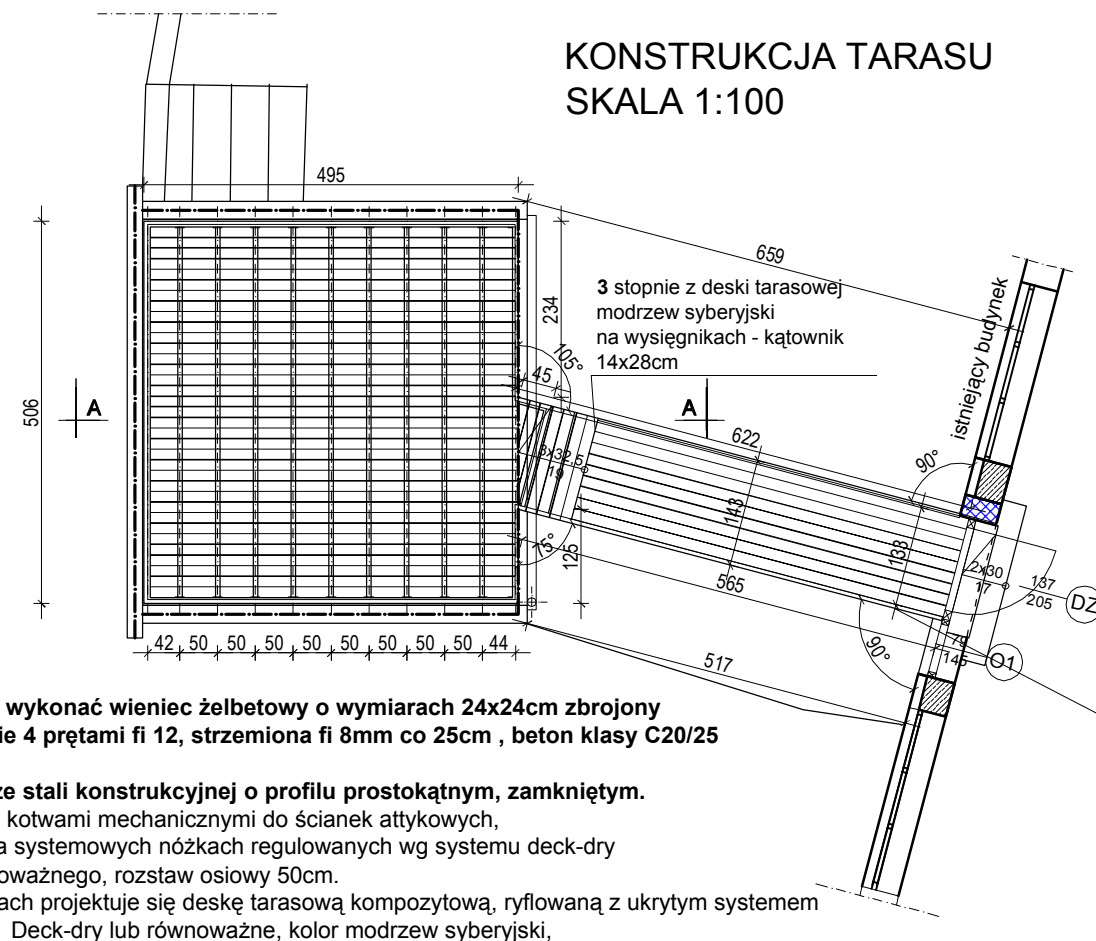 KONSTRUKCJA TARASU
SKALA 1:100
495
659
3 stopnie z deski tarasowej
modrzew syberyjski
na wysięgnikach - kątownik
14x28cm
234
105°
45
istniejący budynek
506
A
A
622
90°
3x32,5
19
143
133
75°
125
565
2x30
17
137
205
DZ
79
145
O1
90°
517
42 50 50 50 50 50 50 50 50 44
wykonać wieniec żelbetowy o wymiarach 24x24cm zbrojony
ie 4 prętami fi 12, strzemiona fi 8mm co 25cm , beton klasy C20/25
ze stali konstrukcyjnej o profilu prostokątnym, zamkniętym.
kotwami mechanicznymi do ścianek attykowych,
a systemowych nóżkach regulowanych wg systemu deck-dry
oważnego, rozstaw osiowy 50cm.
ach projektuje się deskę tarasową kompozytową, ryflowaną z ukrytym systemem
Deck-dry lub równoważne, kolor modrzew syberyjski,